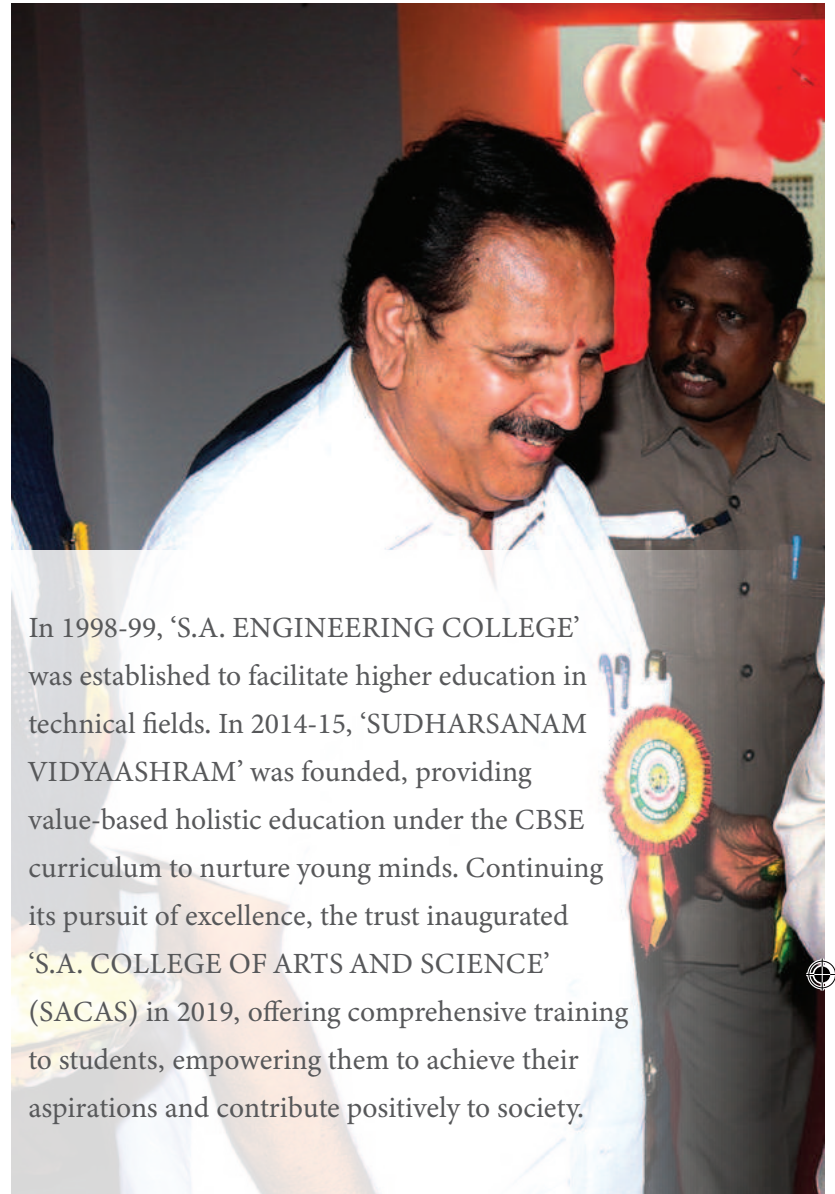 In 1998-99, ‘S.A. ENGINEERING COLLEGE’
was established to facilitate higher education in
technical fields. In 2014-15, ‘SUDHARSANAM
VIDYAASHRAM’ was founded, providing
value-based holistic education under the CBSE
curriculum to nurture young minds. Continuing
its pursuit of excellence, the trust inaugurated
‘S.A. COLLEGE OF ARTS AND SCIENCE’
(SACAS) in 2019, offering comprehensive training
to students, empowering them to achieve their
aspirations and contribute positively to society.
S.A. ENGINEERING COLLEGE